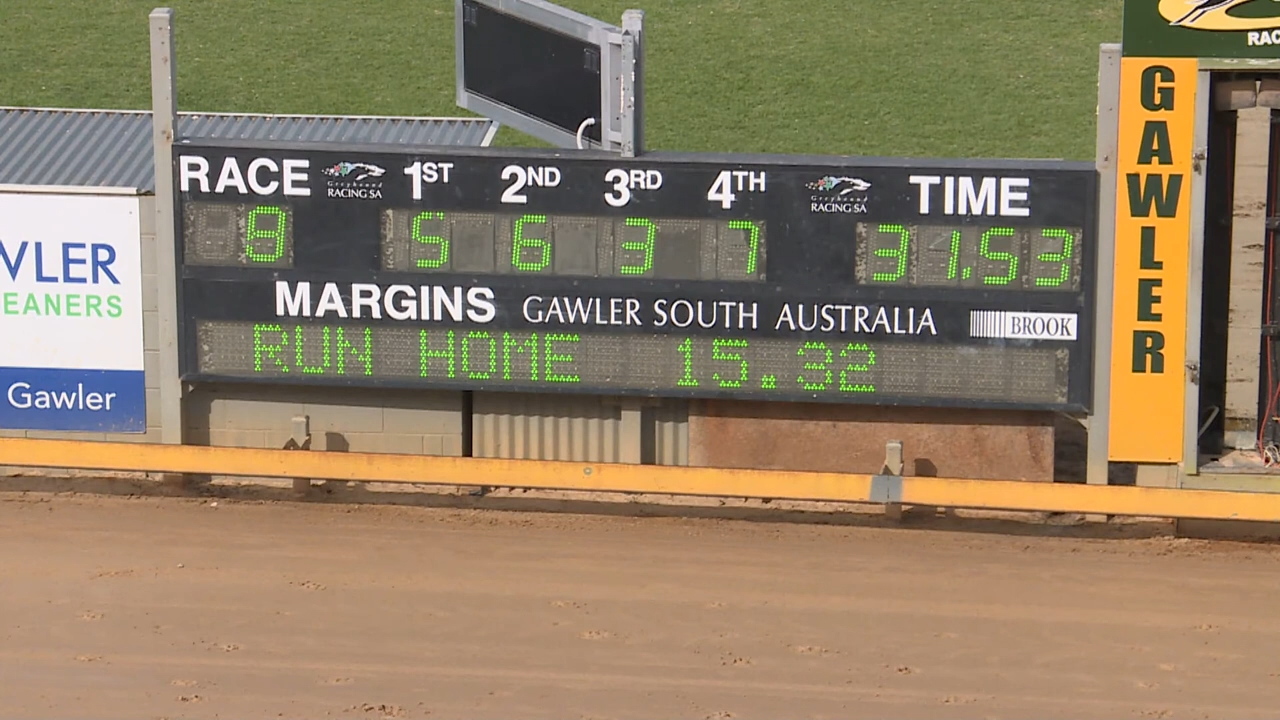 RAC
GAWLER
RACE Greyhound RACING SA 1ST 2ND 3RD 4TH Greyhound RACING SA TIME
8 5 6 3 7 31.53
MARGINS GAWLER SOUTH AUSTRALIA BROOK
RUN HOME 15.32
WLER
EANERS
Gawler